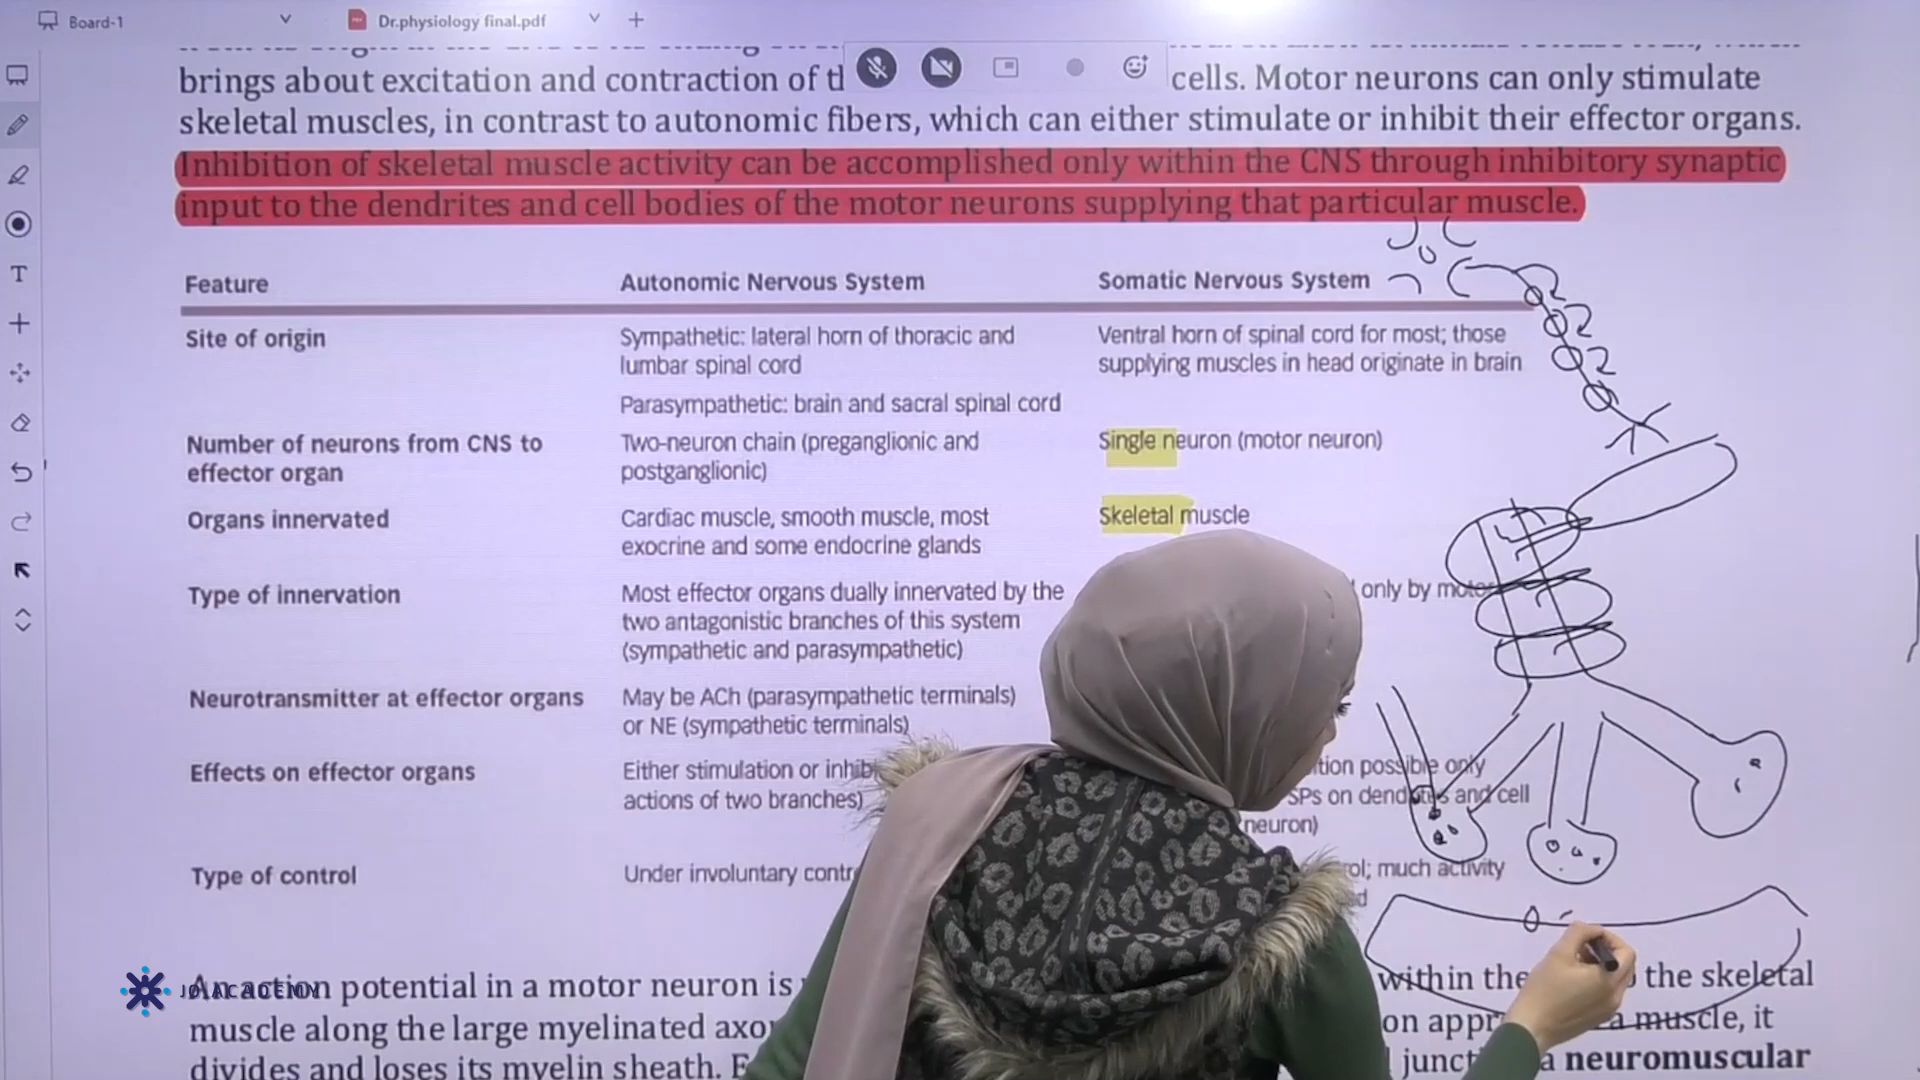 Board-1
Dr.physiology final.pdf
brings about excitation and contraction of cells. Motor neurons can only stimulate
skeletal muscles, in contrast to autonomic fibers, which can either stimulate or inhibit their effector organs.
Inhibition of skeletal muscle activity can be accomplished only within the CNS through inhibitory synaptic
input to the dendrites and cell bodies of the motor neurons supplying that particular muscle.
Feature Autonomic Nervous System Somatic Nervous System
Site of origin Sympathetic: lateral horn of thoracic and Ventral horn of spinal cord for most; those
lumbar spinal cord supplying muscles in head originate in brain
Parasympathetic: brain and sacral spinal cord
Number of neurons from CNS to Two-neuron chain (preganglionic and Single neuron (motor neuron)
effector organ postganglionic)
Organs innervated Cardiac muscle, smooth muscle, most Skeletal muscle
exocrine and some endocrine glands
Type of innervation Most effector organs dually innervated by the only by motor
two antagonistic branches of this system
(sympathetic and parasympathetic)
Neurotransmitter at effector organs May be ACh (parasympathetic terminals)
or NE (sympathetic terminals)
Effects on effector organs Either stimulation or possible only
actions of two branches) SPs on dendrites and cell
neuron)
Type of control Under involuntary much activity
JO ACADEMY
An action potential in a motor neuron is within the the skeletal
muscle along the large myelinated a muscle, it
divides and loses its myelin sheath. a neuromuscular